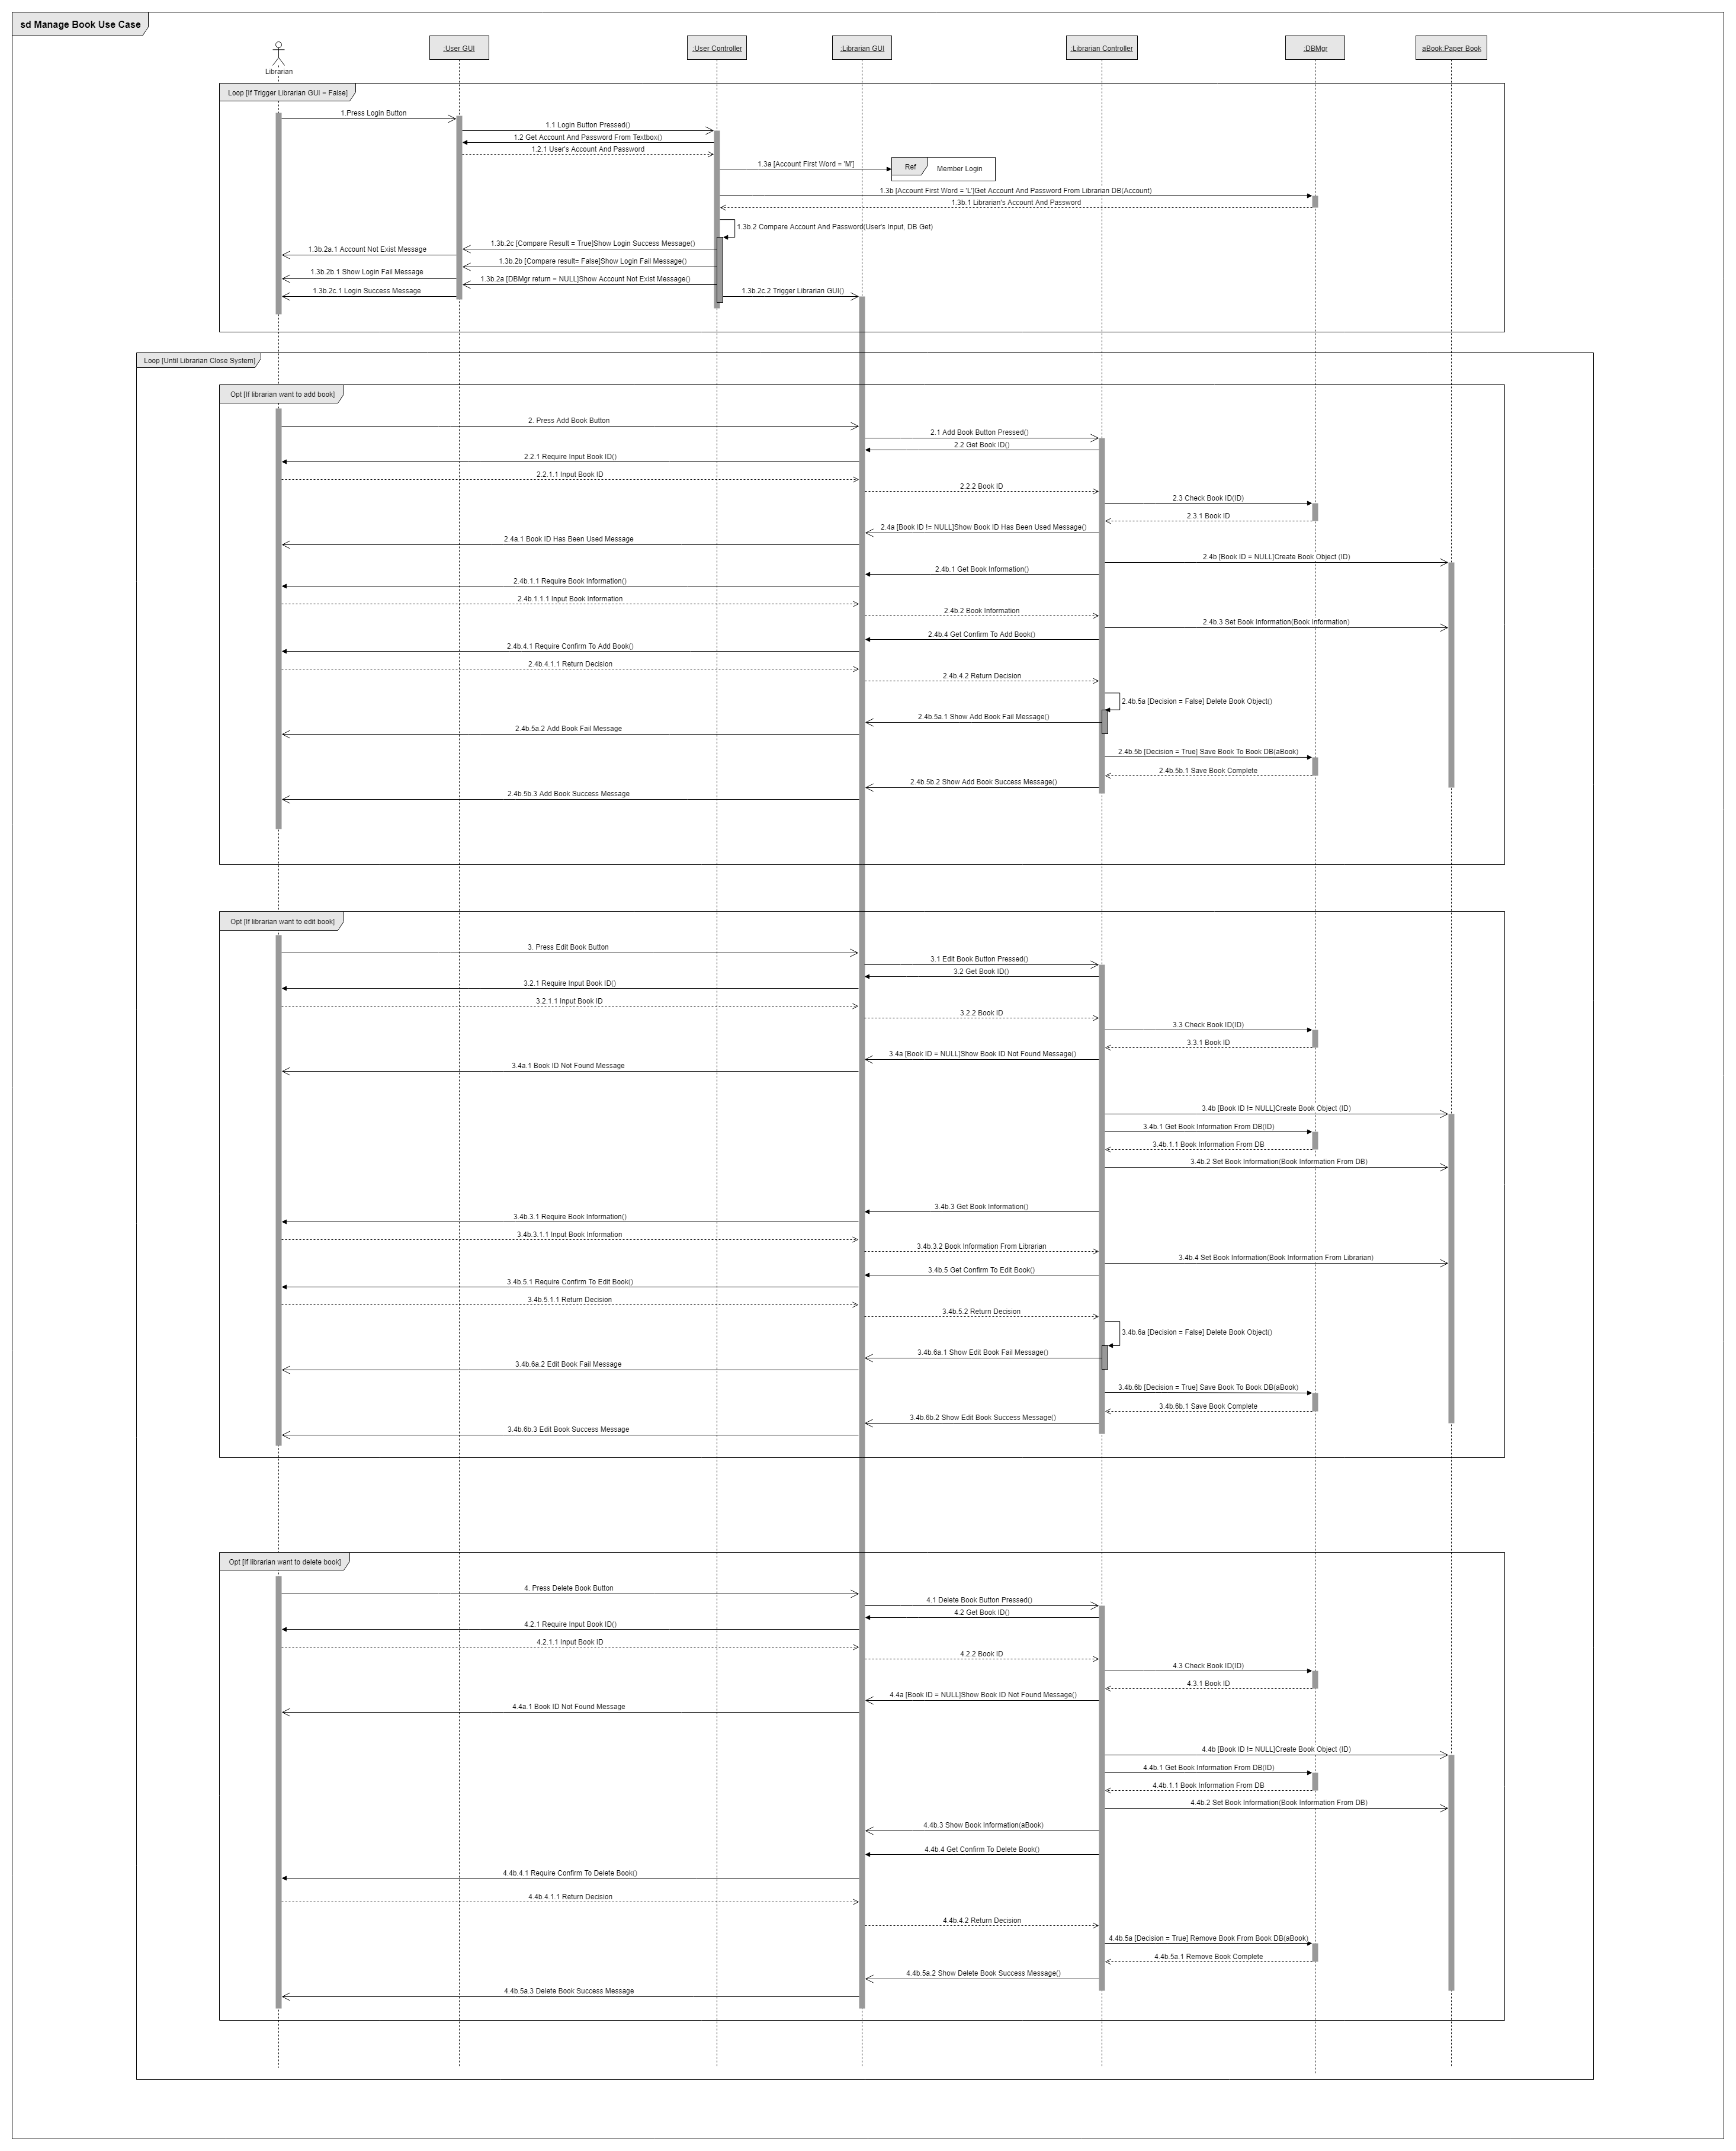 sd Manage Book Use Case
Librarian
:User GUI
:User Controller
:Librarian GUI
:Librarian Controller
:DBMgr
aBook:Paper Book
Loop [If Trigger Librarian GUI = False]
1.Press Login Button
1.1 Login Button Pressed()
1.2 Get Account And Password From Textbox()
1.2.1 User's Account And Password
1.3a [Account First Word = 'M']
Ref
Member Login
1.3b [Account First Word = 'L']Get Account And Password From Librarian DB(Account)
1.3b.1 Librarian's Account And Password
1.3b.2 Compare Account And Password(User's Input, DB Get)
1.3b.2c [Compare Result = True]Show Login Success Message()
1.3b.2a.1 Account Not Exist Message
1.3b.2b [Compare result= False]Show Login Fail Message()
1.3b.2b.1 Show Login Fail Message
1.3b.2a [DBMgr return = NULL]Show Account Not Exist Message()
1.3b.2c.1 Login Success Message
1.3b.2c.2 Trigger Librarian GUI()
Loop [Until Librarian Close System]
Opt [If librarian want to add book]
2. Press Add Book Button
2.1 Add Book Button Pressed()
2.2 Get Book ID()
2.2.1 Require Input Book ID()
2.2.1.1 Input Book ID
2.2.2 Book ID
2.3 Check Book ID(ID)
2.3.1 Book ID
2.4a [Book ID != NULL]Show Book ID Has Been Used Message()
2.4a.1 Book ID Has Been Used Message
2.4b [Book ID = NULL]Create Book Object (ID)
2.4b.1 Get Book Information()
2.4b.1.1 Require Book Information()
2.4b.1.1.1 Input Book Information
2.4b.2 Book Information
2.4b.3 Set Book Information(Book Information)
2.4b.4 Get Confirm To Add Book()
2.4b.4.1 Require Confirm To Add Book()
2.4b.4.1.1 Return Decision
2.4b.4.2 Return Decision
2.4b.5a [Decision = False] Delete Book Object()
2.4b.5a.1 Show Add Book Fail Message()
2.4b.5a.2 Add Book Fail Message
2.4b.5b [Decision = True] Save Book To Book DB(aBook)
2.4b.5b.1 Save Book Complete
2.4b.5b.2 Show Add Book Success Message()
2.4b.5b.3 Add Book Success Message
Opt [If librarian want to edit book]
3. Press Edit Book Button
3.1 Edit Book Button Pressed()
3.2 Get Book ID()
3.2.1 Require Input Book ID()
3.2.1.1 Input Book ID
3.2.2 Book ID
3.3 Check Book ID(ID)
3.3.1 Book ID
3.4a [Book ID = NULL]Show Book ID Not Found Message()
3.4a.1 Book ID Not Found Message
3.4b [Book ID != NULL]Create Book Object (ID)
3.4b.1 Get Book Information From DB(ID)
3.4b.1.1 Book Information From DB
3.4b.2 Set Book Information(Book Information From DB)
3.4b.3 Get Book Information()
3.4b.3.1 Require Book Information()
3.4b.3.1.1 Input Book Information
3.4b.3.2 Book Information From Librarian
3.4b.4 Set Book Information(Book Information From Librarian)
3.4b.5 Get Confirm To Edit Book()
3.4b.5.1 Require Confirm To Edit Book()
3.4b.5.1.1 Return Decision
3.4b.5.2 Return Decision
3.4b.6a [Decision = False] Delete Book Object()
3.4b.6a.1 Show Edit Book Fail Message()
3.4b.6a.2 Edit Book Fail Message
3.4b.6b [Decision = True] Save Book To Book DB(aBook)
3.4b.6b.1 Save Book Complete
3.4b.6b.2 Show Edit Book Success Message()
3.4b.6b.3 Edit Book Success Message
Opt [If librarian want to delete book]
4. Press Delete Book Button
4.1 Delete Book Button Pressed()
4.2 Get Book ID()
4.2.1 Require Input Book ID()
4.2.1.1 Input Book ID
4.2.2 Book ID
4.3 Check Book ID(ID)
4.3.1 Book ID
4.4a [Book ID = NULL]Show Book ID Not Found Message()
4.4a.1 Book ID Not Found Message
4.4b [Book ID != NULL]Create Book Object (ID)
4.4b.1 Get Book Information From DB(ID)
4.4b.1.1 Book Information From DB
4.4b.2 Set Book Information(Book Information From DB)
4.4b.3 Show Book Information(aBook)
4.4b.4 Get Confirm To Delete Book()
4.4b.4.1 Require Confirm To Delete Book()
4.4b.4.1.1 Return Decision
4.4b.4.2 Return Decision
4.4b.5a [Decision = True] Remove Book From Book DB(aBook)
4.4b.5a.1 Remove Book Complete
4.4b.5a.2 Show Delete Book Success Message()
4.4b.5a.3 Delete Book Success Message